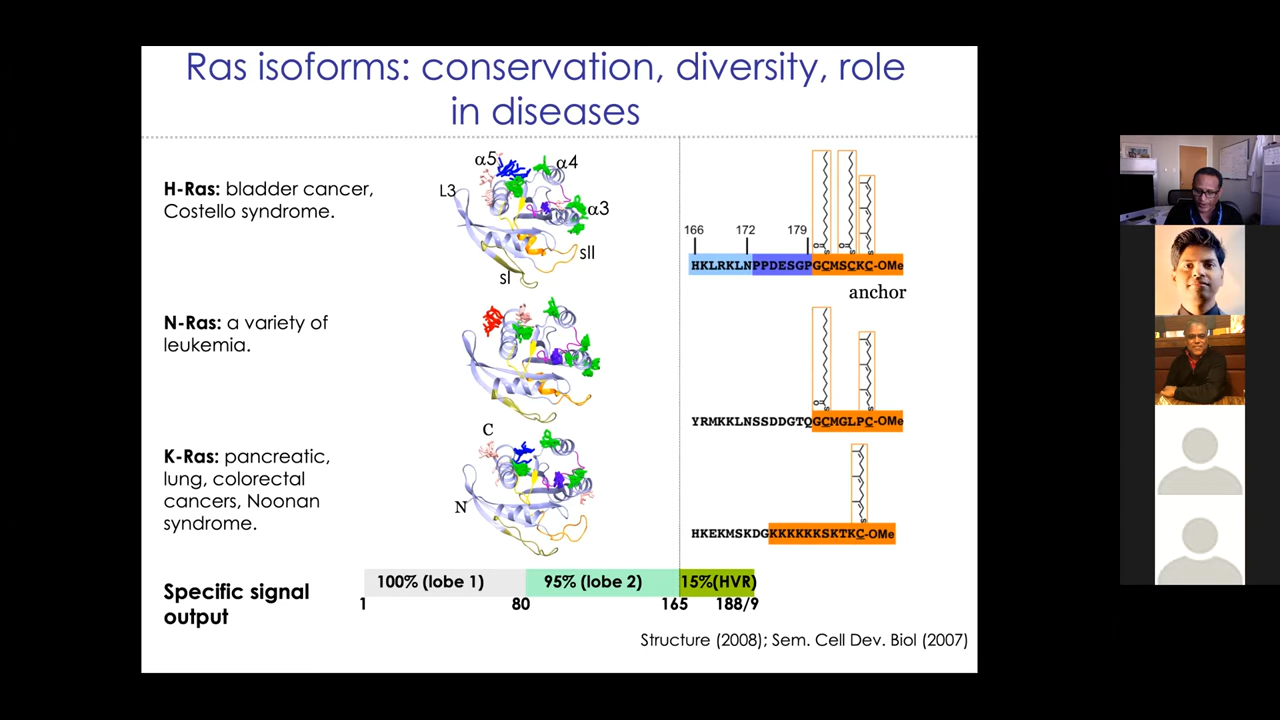 Ras isoforms: conservation, diversity, role
in diseases
H-Ras: bladder cancer,
Costello syndrome.
α5
α4
L3
α3
sII
sI
166
172
179
HKLRKLNPPDESGPGCMSCKC-OMe
anchor
N-Ras: a variety of
leukemia.
YRMKKLNSSDDGTQGCMGLPC-OMe
K-Ras: pancreatic,
lung, colorectal
cancers, Noonan
syndrome.
C
N
HKEKMSKDGKKKKKKSKTKC-OMe
Specific signal
output
100% (lobe 1)
95% (lobe 2)
15%(HVR)
1
80
165
188/9
Structure (2008); Sem. Cell Dev. Biol (2007)